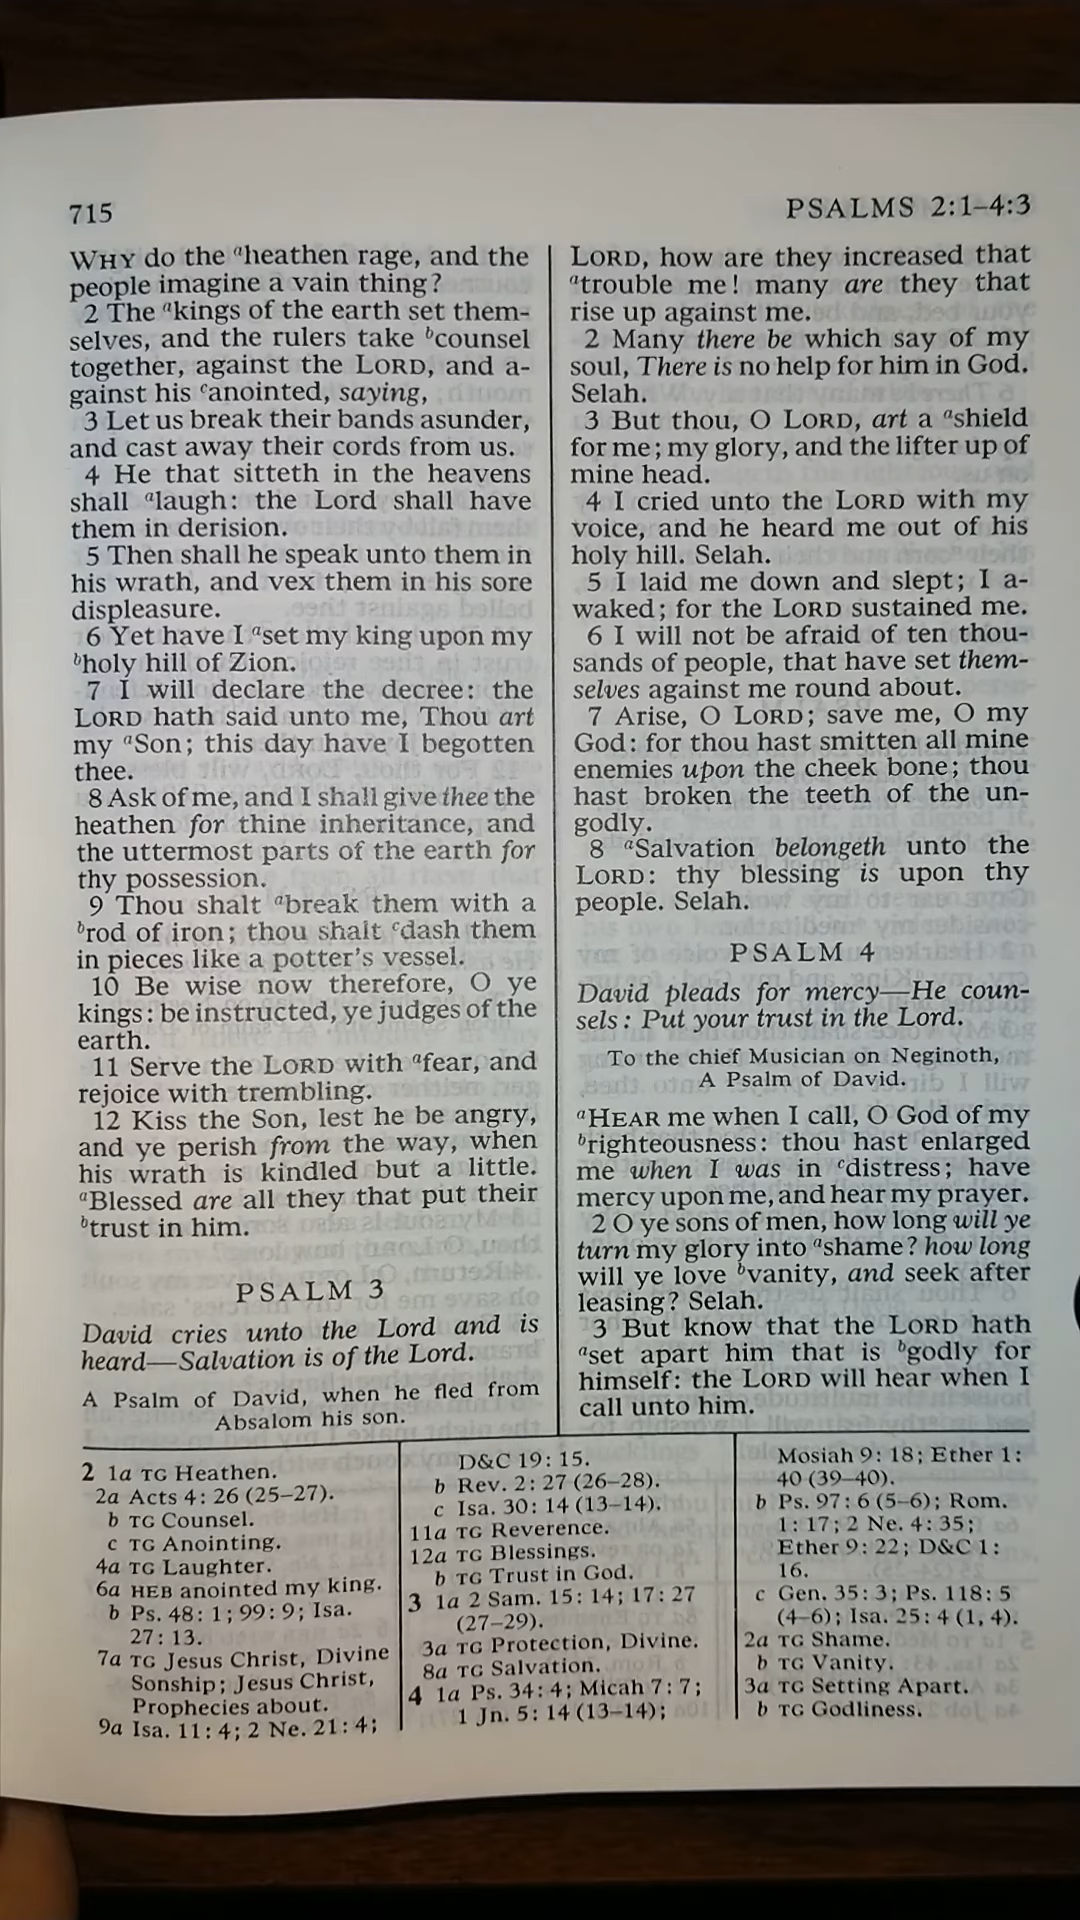 715
PSALMS 2:1–4:3
WHY do the ᵃheathen rage, and the
people imagine a vain thing?
2 The ᵃkings of the earth set them-
selves, and the rulers take ᵇcounsel
together, against the LORD, and a-
gainst his ᶜanointed, saying,
3 Let us break their bands asunder,
and cast away their cords from us.
4 He that sitteth in the heavens
shall ᵃlaugh: the Lord shall have
them in derision.
5 Then shall he speak unto them in
his wrath, and vex them in his sore
displeasure.
6 Yet have I ᵃset my king upon my
ᵇholy hill of Zion.
7 I will declare the decree: the
LORD hath said unto me, Thou art
my ᵃSon; this day have I begotten
thee.
8 Ask of me, and I shall give thee the
heathen for thine inheritance, and
the uttermost parts of the earth for
thy possession.
9 Thou shalt ᵃbreak them with a
ᵇrod of iron; thou shalt ᶜdash them
in pieces like a potter's vessel.
10 Be wise now therefore, O ye
kings: be instructed, ye judges of the
earth.
11 Serve the LORD with ᵃfear, and
rejoice with trembling.
12 Kiss the Son, lest he be angry,
and ye perish from the way, when
his wrath is kindled but a little.
ᵃBlessed are all they that put their
ᵇtrust in him.
PSALM 3
David cries unto the Lord and is
heard—Salvation is of the Lord.
A Psalm of David, when he fled from
Absalom his son.
LORD, how are they increased that
ᵃtrouble me! many are they that
rise up against me.
2 Many there be which say of my
soul, There is no help for him in God.
Selah.
3 But thou, O LORD, art a ᵃshield
for me; my glory, and the lifter up of
mine head.
4 I cried unto the LORD with my
voice, and he heard me out of his
holy hill. Selah.
5 I laid me down and slept; I a-
waked; for the LORD sustained me.
6 I will not be afraid of ten thou-
sands of people, that have set them-
selves against me round about.
7 Arise, O LORD; save me, O my
God: for thou hast smitten all mine
enemies upon the cheek bone; thou
hast broken the teeth of the un-
godly.
8 ᵃSalvation belongeth unto the
LORD: thy blessing is upon thy
people. Selah.
PSALM 4
David pleads for mercy—He coun-
sels: Put your trust in the Lord.
To the chief Musician on Neginoth,
A Psalm of David.
ᵃHEAR me when I call, O God of my
ᵇrighteousness: thou hast enlarged
me when I was in ᶜdistress; have
mercy upon me, and hear my prayer.
2 O ye sons of men, how long will ye
turn my glory into ᵃshame? how long
will ye love ᵇvanity, and seek after
leasing? Selah.
3 But know that the LORD hath
ᵃset apart him that is ᵇgodly for
himself: the LORD will hear when I
call unto him.
2 1a TG Heathen.
2a Acts 4: 26 (25–27).
b TG Counsel.
c TG Anointing.
4a TG Laughter.
6a HEB anointed my king.
b Ps. 48: 1; 99: 9; Isa.
27: 13.
7a TG Jesus Christ, Divine
Sonship; Jesus Christ,
Prophecies about.
9a Isa. 11: 4; 2 Ne. 21: 4;
D&C 19: 15.
b Rev. 2: 27 (26–28).
c Isa. 30: 14 (13–14).
11a TG Reverence.
12a TG Blessings.
b TG Trust in God.
3 1a 2 Sam. 15: 14; 17: 27
(27–29).
3a TG Protection, Divine.
8a TG Salvation.
4 1a Ps. 34: 4; Micah 7: 7;
1 Jn. 5: 14 (13–14);
Mosiah 9: 18; Ether 1:
40 (39–40).
b Ps. 97: 6 (5–6); Rom.
1: 17; 2 Ne. 4: 35;
Ether 9: 22; D&C 1:
16.
c Gen. 35: 3; Ps. 118: 5
(4–6); Isa. 25: 4 (1, 4).
2a TG Shame.
b TG Vanity.
3a TG Setting Apart.
b TG Godliness.